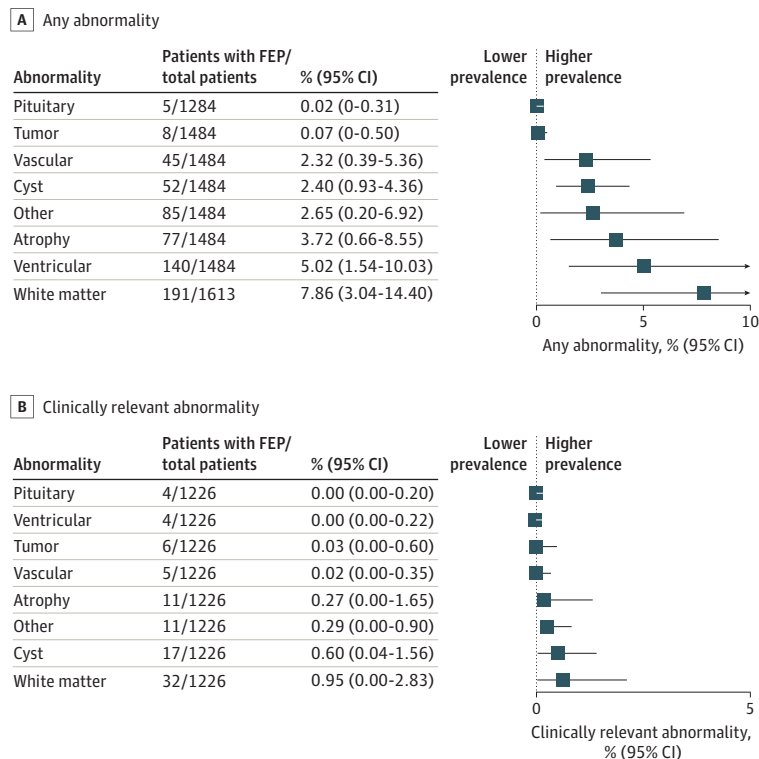 A Any abnormality
Patients with FEP/ Lower Higher
Abnormality total patients % (95% CI) prevalence prevalence
Pituitary 5/1284 0.02 (0-0.31)
Tumor 8/1484 0.07 (0-0.50)
Vascular 45/1484 2.32 (0.39-5.36)
Cyst 52/1484 2.40 (0.93-4.36)
Other 85/1484 2.65 (0.20-6.92)
Atrophy 77/1484 3.72 (0.66-8.55)
Ventricular 140/1484 5.02 (1.54-10.03)
White matter 191/1613 7.86 (3.04-14.40)
0 5 10
Any abnormality, % (95% CI)
B Clinically relevant abnormality
Patients with FEP/ Lower Higher
Abnormality total patients % (95% CI) prevalence prevalence
Pituitary 4/1226 0.00 (0.00-0.20)
Ventricular 4/1226 0.00 (0.00-0.22)
Tumor 6/1226 0.03 (0.00-0.60)
Vascular 5/1226 0.02 (0.00-0.35)
Atrophy 11/1226 0.27 (0.00-1.65)
Other 11/1226 0.29 (0.00-0.90)
Cyst 17/1226 0.60 (0.04-1.56)
White matter 32/1226 0.95 (0.00-2.83)
0 5
Clinically relevant abnormality,
% (95% CI)